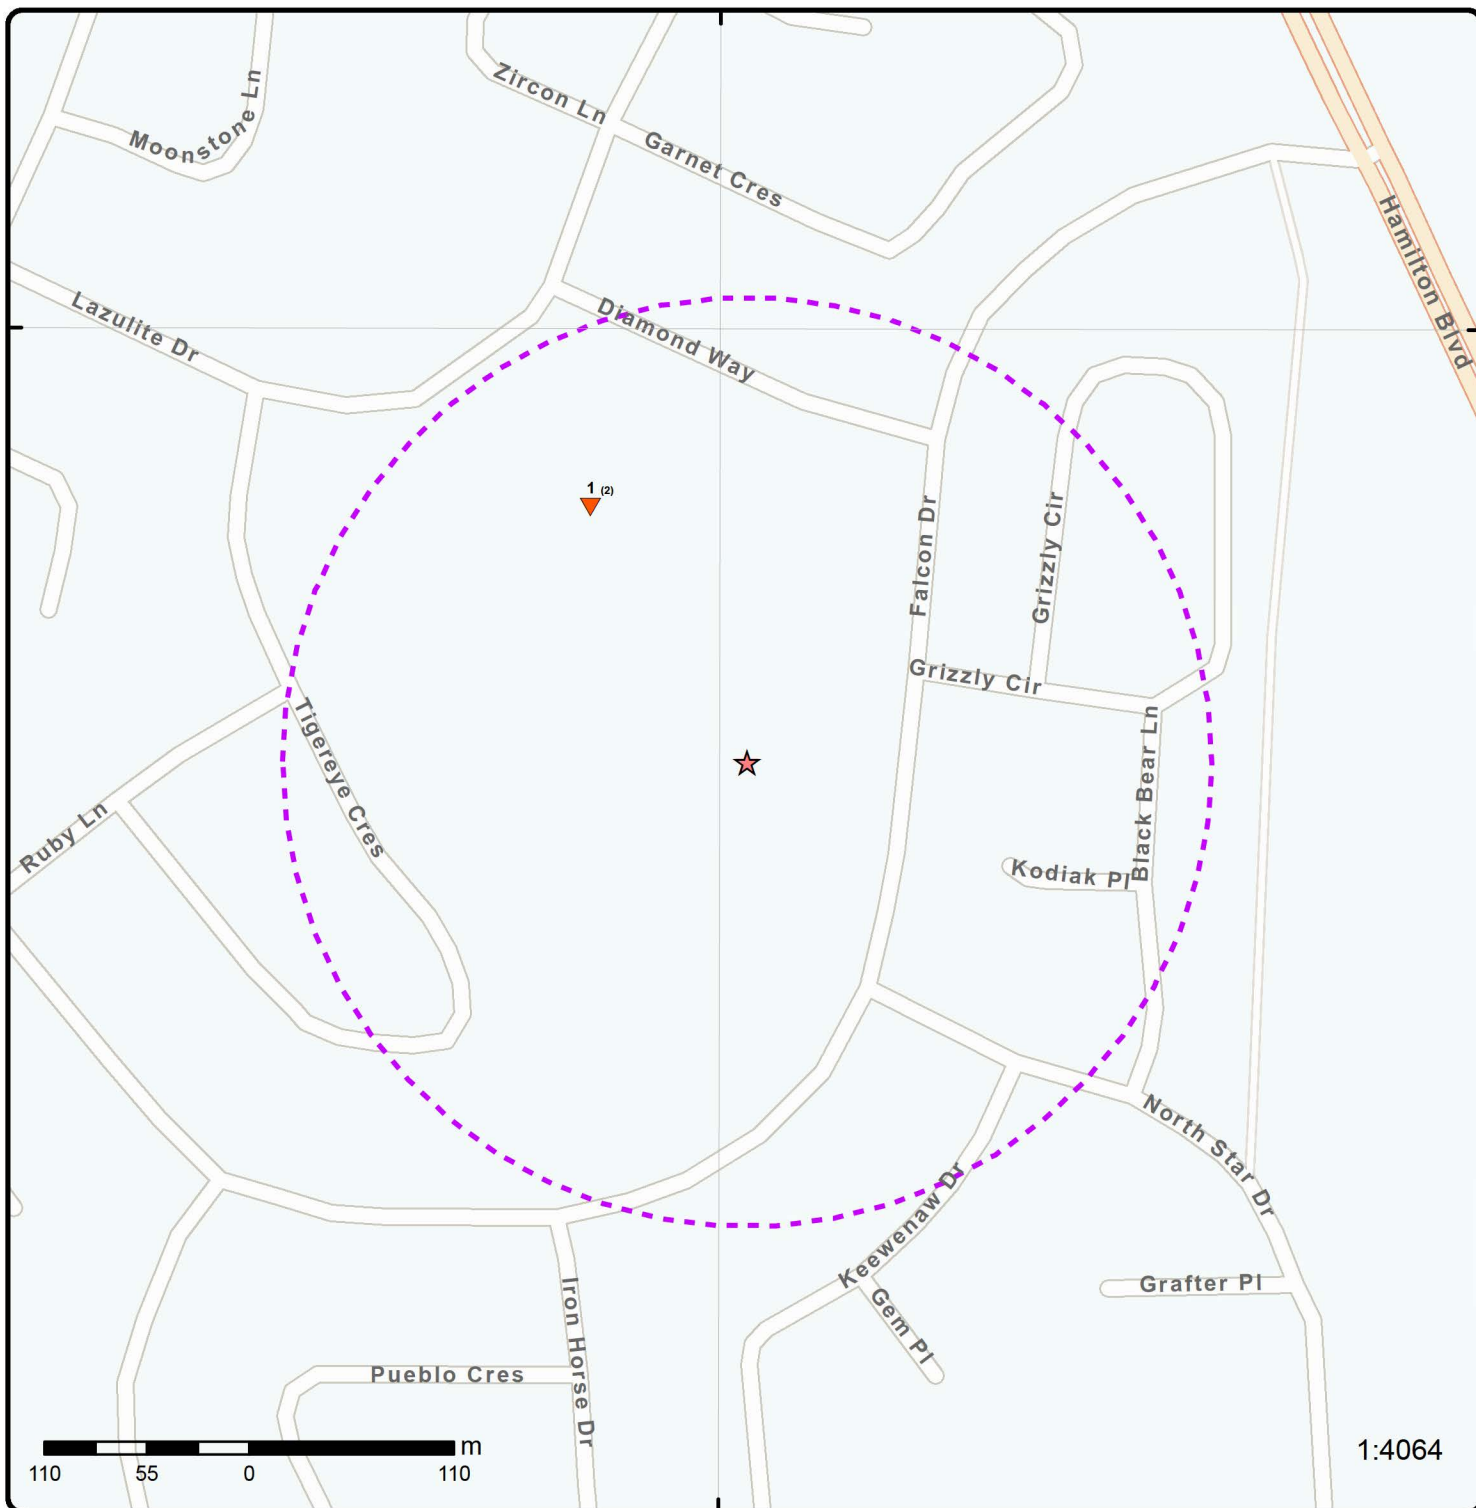 Moonstone Ln
Zircon Ln
Garnet Cres
Hamilton Blvd
Lazulite Dr
Diamond Way
1 (2)
Falcon Dr
Grizzly Cir
Grizzly Cir
Tigereye Cres
Black Bear Ln
Ruby Ln
Kodiak Pl
North Star Dr
Keewenaw Dr
Grafter Pl
Gem Pl
Iron Horse Dr
Pueblo Cres
m
110 55 0 110
1:4064